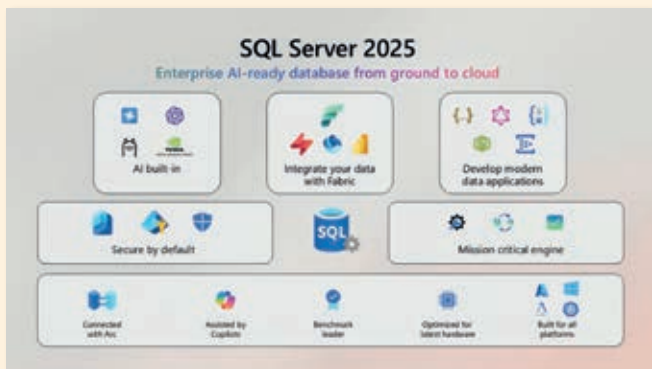 SQL Server 2025
Enterprise AI-ready database from ground to cloud
AI built in
Integrate your data
with Fabric
Develop modern
data applications
Secure by default
SQL
Mission critical engine
Connected
with Arc
Assisted by
Copilots
Benchmark
leader
Optimized for
latest hardware
Built for all
platforms